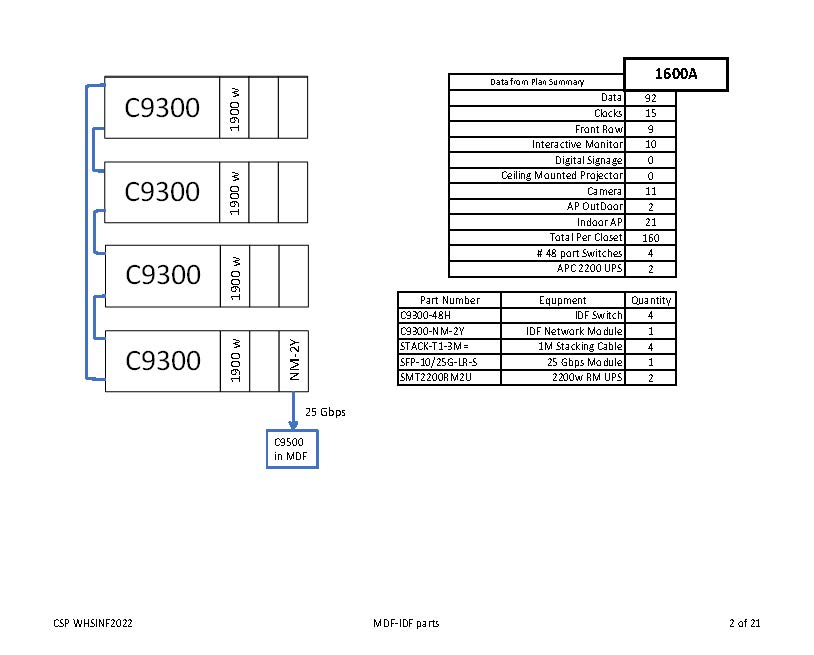 C9300
1900 w
C9300
1900 w
C9300
1900 w
C9300
1900 w
NM-2Y
25 Gbps
C9500
in MDF
1600A
Data from Plan Summary
Data 92
Clocks 15
Front Row 9
Interactive Monitor 10
Digital Signage 0
Ceiling Mounted Projector 0
Camera 11
AP OutDoor 2
Indoor AP 21
Total Per Closet 160
# 48 port Switches 4
APC 2200 UPS 2
Part Number Equpment Quantity
C9300-48H IDF Switch 4
C9300-NM-2Y IDF Network Module 1
STACK-T1-3M= 1M Stacking Cable 4
SFP-10/25G-LR-S 25 Gbps Module 1
SMT2200RM2U 2200w RM UPS 2
CSP WHSINF2022 MDF-IDF parts 2 of 21